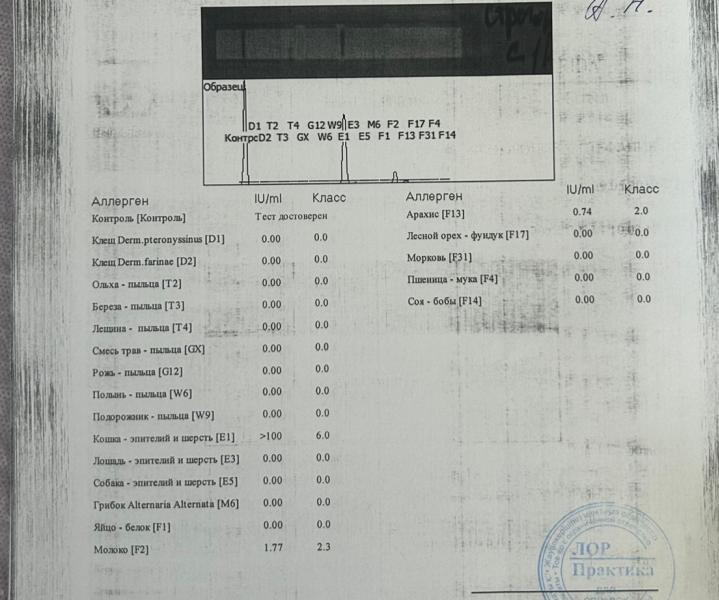 А. М.
Образец
D1 T2 T4 G12 W9 E3 M6 F2 F17 F4
КонтрсD2 T3 GX W6 E1 E5 F1 F13 F31 F14
Аллерген IU/ml Класс
Контроль [Контроль] Тест достоверен
Клещ Derm.pteronyssinus [D1] 0.00 0.0
Клещ Derm.farinae [D2] 0.00 0.0
Ольха - пыльца [T2] 0.00 0.0
Береза - пыльца [T3] 0.00 0.0
Лещина - пыльца [T4] 0.00 0.0
Смесь трав - пыльца [GX] 0.00 0.0
Рожь - пыльца [G12] 0.00 0.0
Полынь - пыльца [W6] 0.00 0.0
Подорожник - пыльца [W9] 0.00 0.0
Кошка - эпителий и шерсть [E1] >100 6.0
Лошадь - эпителий и шерсть [E3] 0.00 0.0
Собака - эпителий и шерсть [E5] 0.00 0.0
Грибок Alternaria Alternata [M6] 0.00 0.0
Яйцо - белок [F1] 0.00 0.0
Молоко [F2] 1.77 2.3
Аллерген IU/ml Класс
Арахис [F13] 0.74 2.0
Лесной орех - фундук [F17] 0.00 0.0
Морковь [F31] 0.00 0.0
Пшеница - мука [F4] 0.00 0.0
Соя - бобы [F14] 0.00 0.0
ЛОР
Практика